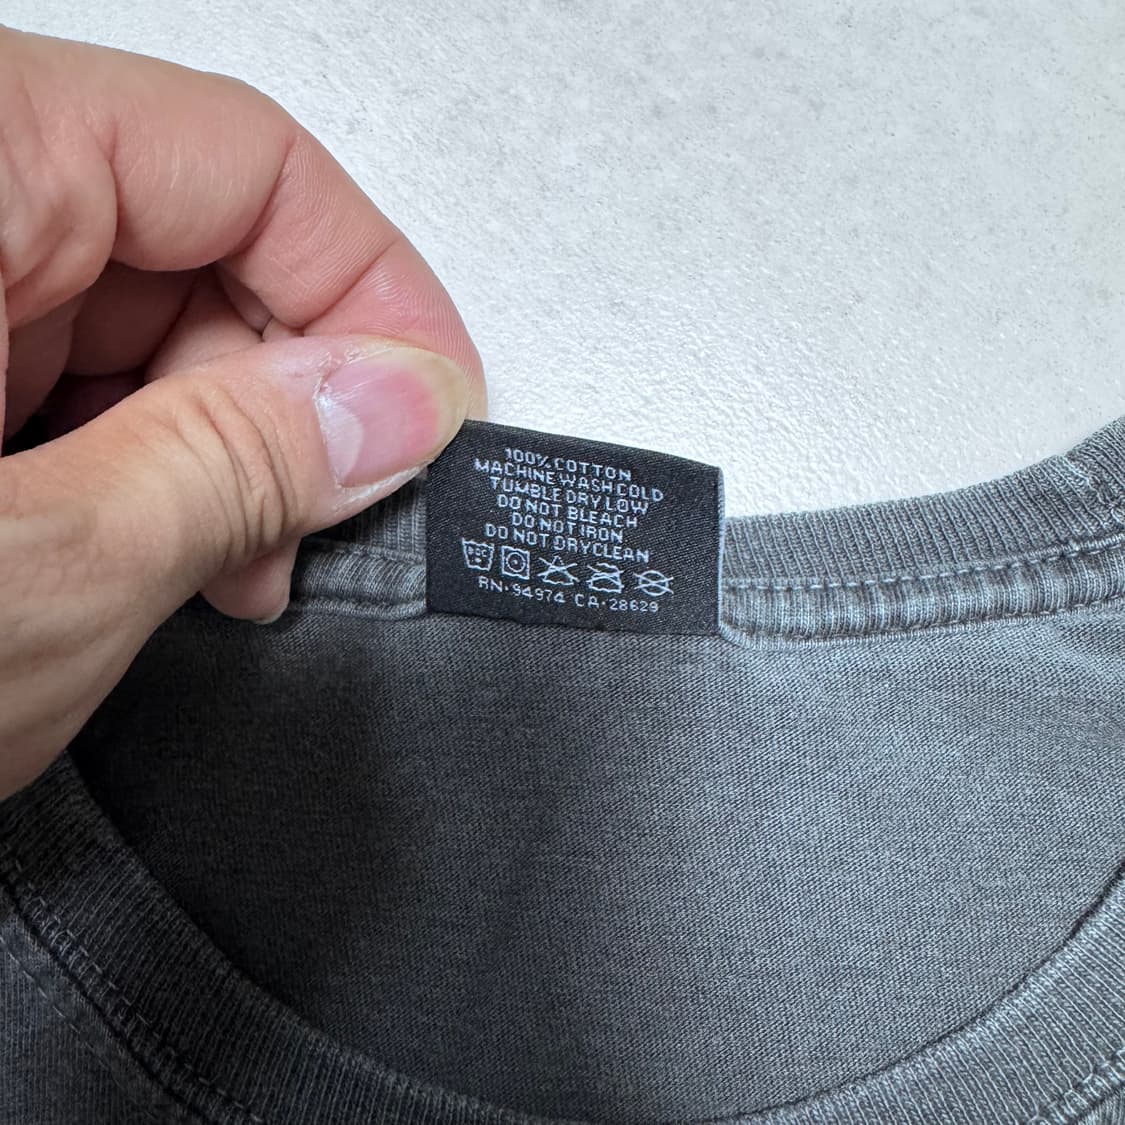 100% COTTON
MACHINE WASH COLD
TUMBLE DRY LOW
DO NOT BLEACH
DO NOT IRON
DO NOT DRYCLEAN
RN•94974 CA•28629